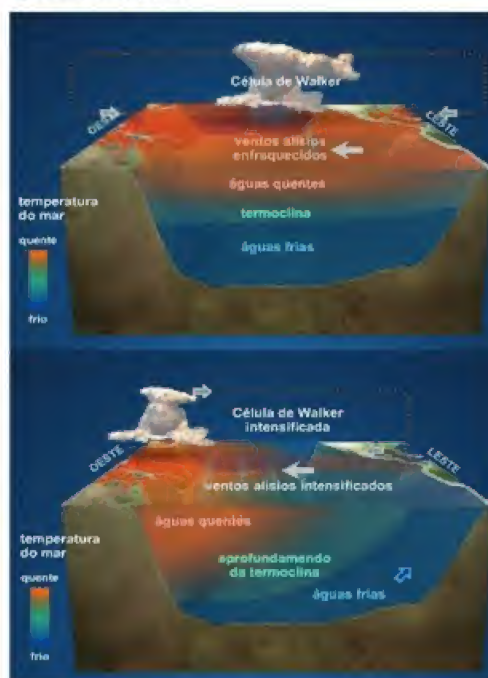 Célula de Walker
OESTE
LESTE
ventos alísios
enfraquecidos
águas quentes
temperatura
do mar
termoclina
quente
águas frias
frio
Célula de Walker
intensificada
OESTE
LESTE
ventos alísios intensificados
águas quentes
temperatura
do mar
aprofundamendo
da termoclina
quente
águas frias
frio